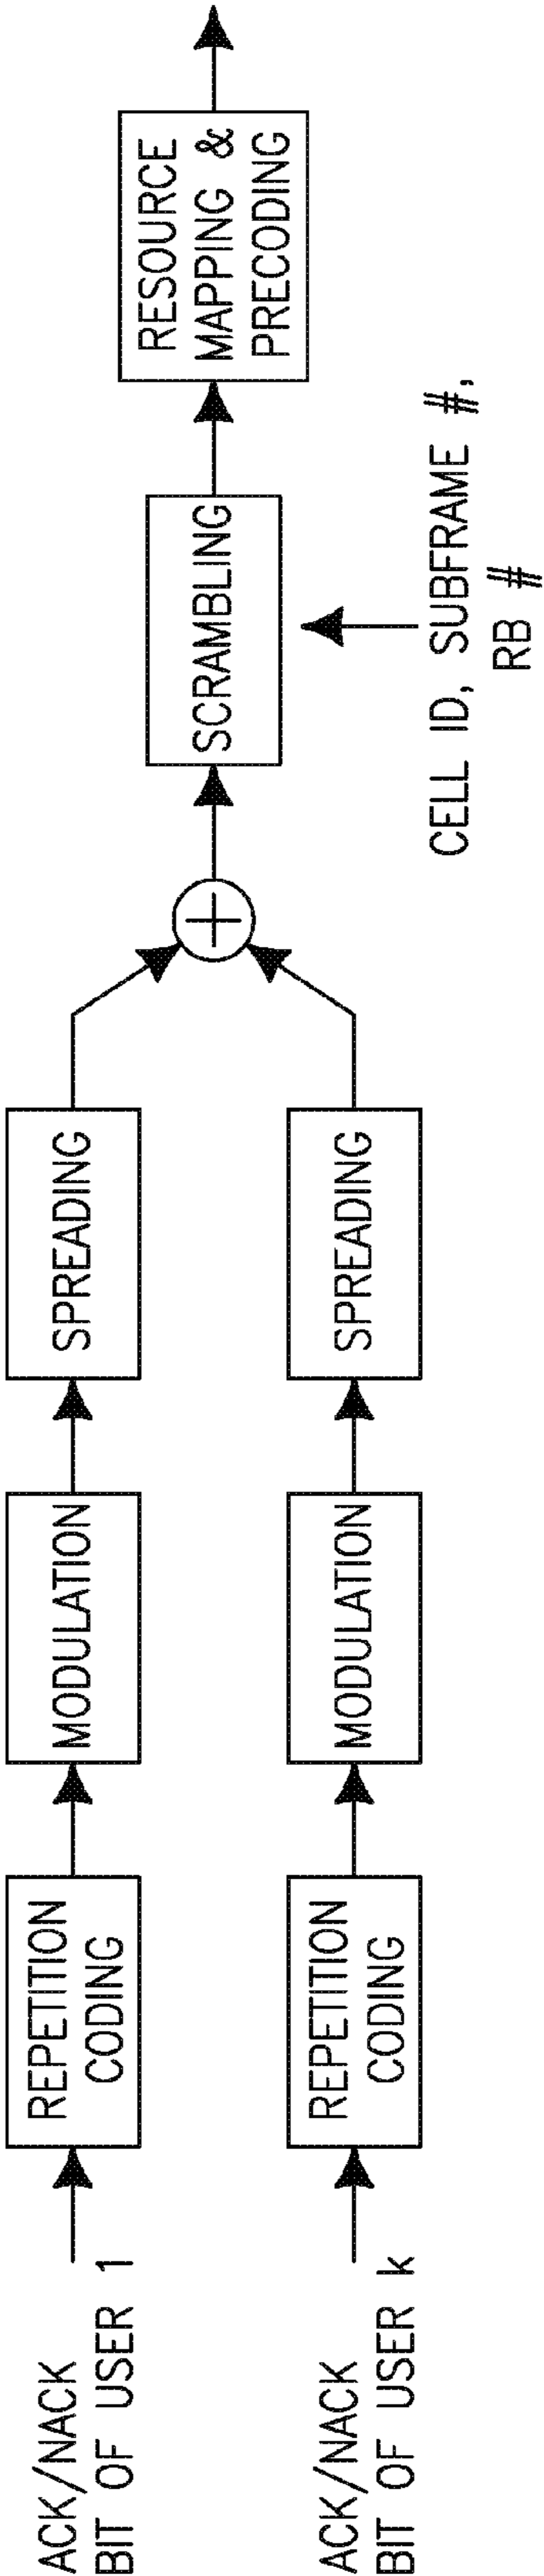 ACK/NACK
BIT OF USER 1
REPETITION
CODING
MODULATION
SPREADING
ACK/NACK
BIT OF USER k
REPETITION
CODING
MODULATION
SPREADING
SCRAMBLING
CELL ID, SUBFRAME #,
RB #
RESOURCE
MAPPING &
PRECODING